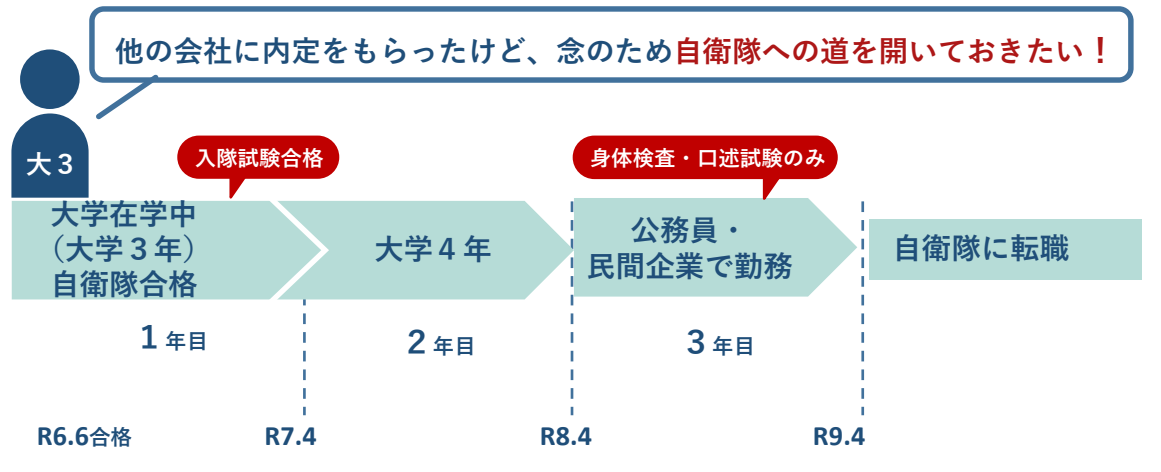 他の会社に内定をもらったけど、念のため自衛隊への道を開いておきたい！
大３
入隊試験合格
身体検査・口述試験のみ
大学在学中
（大学３年）
自衛隊合格
大学４年
公務員・
民間企業で勤務
自衛隊に転職
1 年目
2 年目
3 年目
R6.6合格
R7.4
R8.4
R9.4